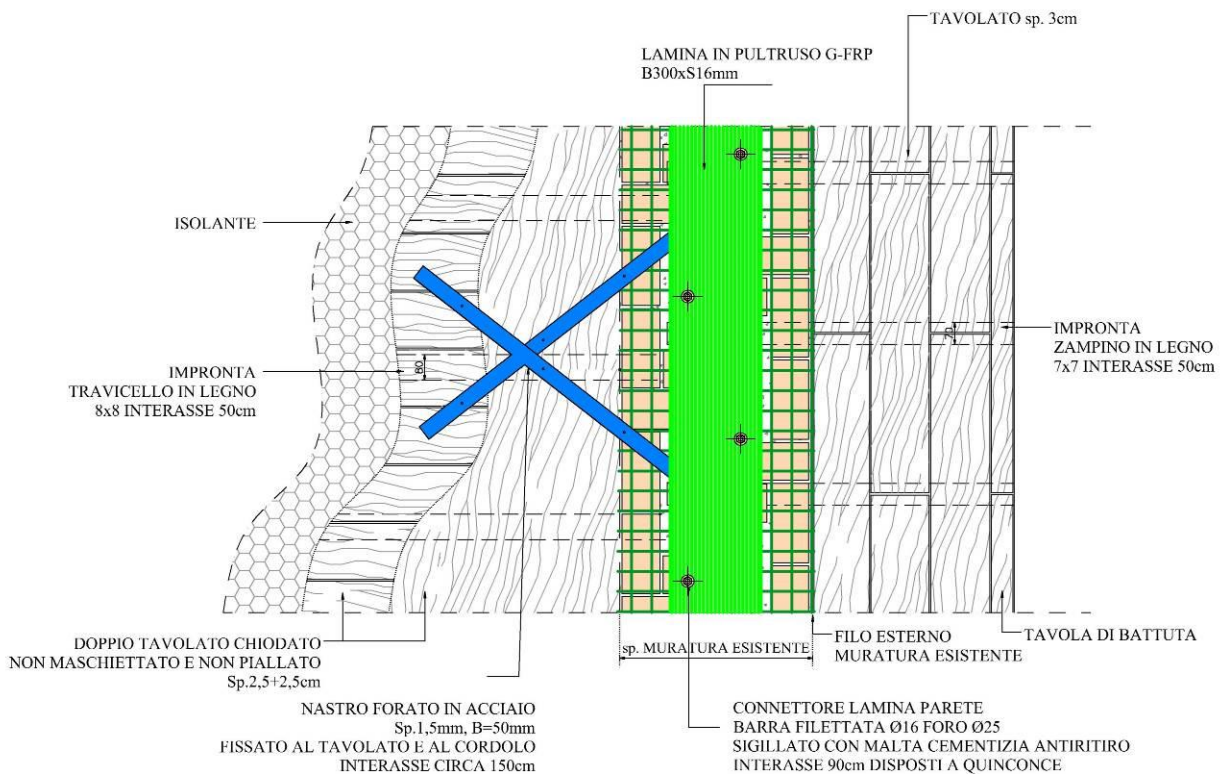 TAVOLATO sp. 3cm
LAMINA IN PULTRUSO G-FRP
B300xS16mm
ISOLANTE
IMPRONTA
TRAVICELLO IN LEGNO
8x8 INTERASSE 50cm
80
70
IMPRONTA
ZAMPINO IN LEGNO
7x7 INTERASSE 50cm
DOPPIO TAVOLATO CHIODATO
NON MASCHIETTATO E NON PIALLATO
Sp.2,5+2,5cm
sp. MURATURA ESISTENTE
FILO ESTERNO
MURATURA ESISTENTE
TAVOLA DI BATTUTA
NASTRO FORATO IN ACCIAIO
Sp.1,5mm, B=50mm
FISSATO AL TAVOLATO E AL CORDOLO
INTERASSE CIRCA 150cm
CONNETTORE LAMINA PARETE
BARRA FILETTATA Ø16 FORO Ø25
SIGILLATO CON MALTA CEMENTIZIA ANTIRITIRO
INTERASSE 90cm DISPOSTI A QUINCONCE